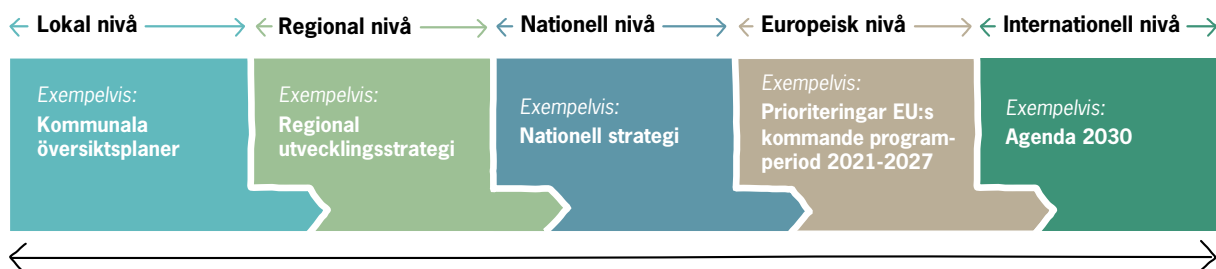 Lokal nivå
Regional nivå
Nationell nivå
Europeisk nivå
Internationell nivå
Exempelvis:
Kommunala
översiktsplaner
Exempelvis:
Regional
utvecklingsstrategi
Exempelvis:
Nationell strategi
Exempelvis:
Prioriteringar EU:s
kommande program-
period 2021-2027
Exempelvis:
Agenda 2030